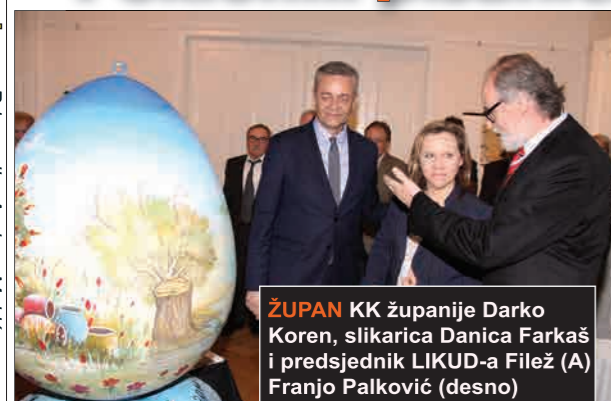 ŽUPAN KK županije Darko
Koren, slikarica Danica Farkaš
i predsjednik LIKUD-a Filež (A)
Franjo Palković (desno)